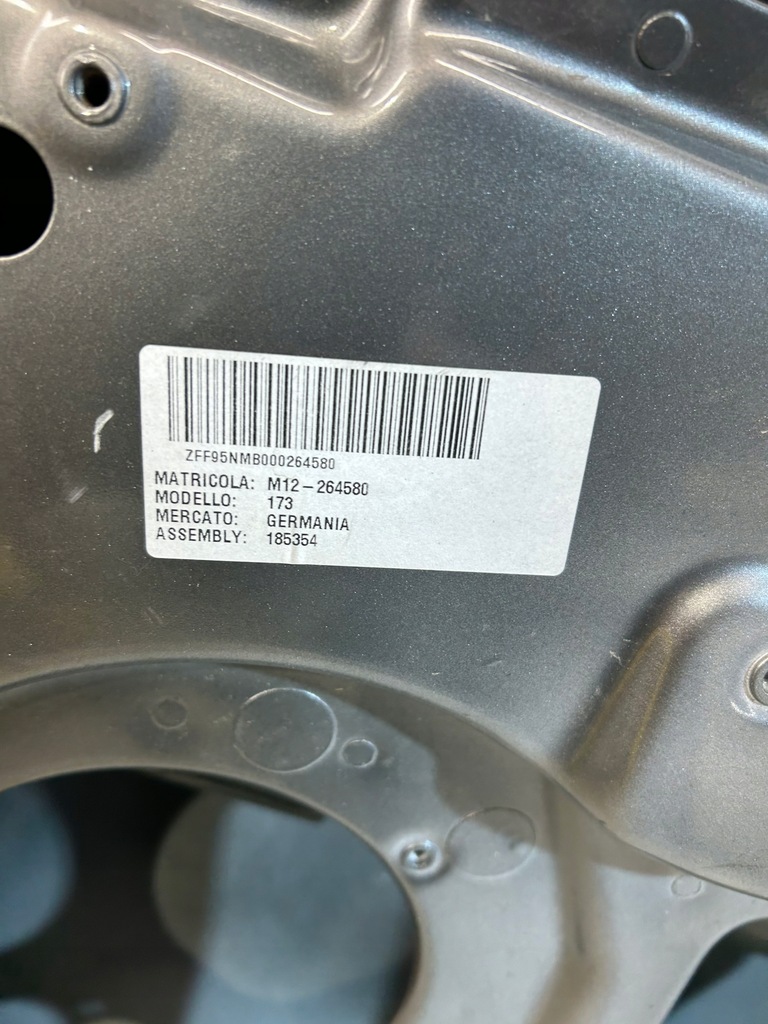 ZFF95NMB000264580
MATRICOLA: M12-264580
MODELLO: 173
MERCATO: GERMANIA
ASSEMBLY: 185354